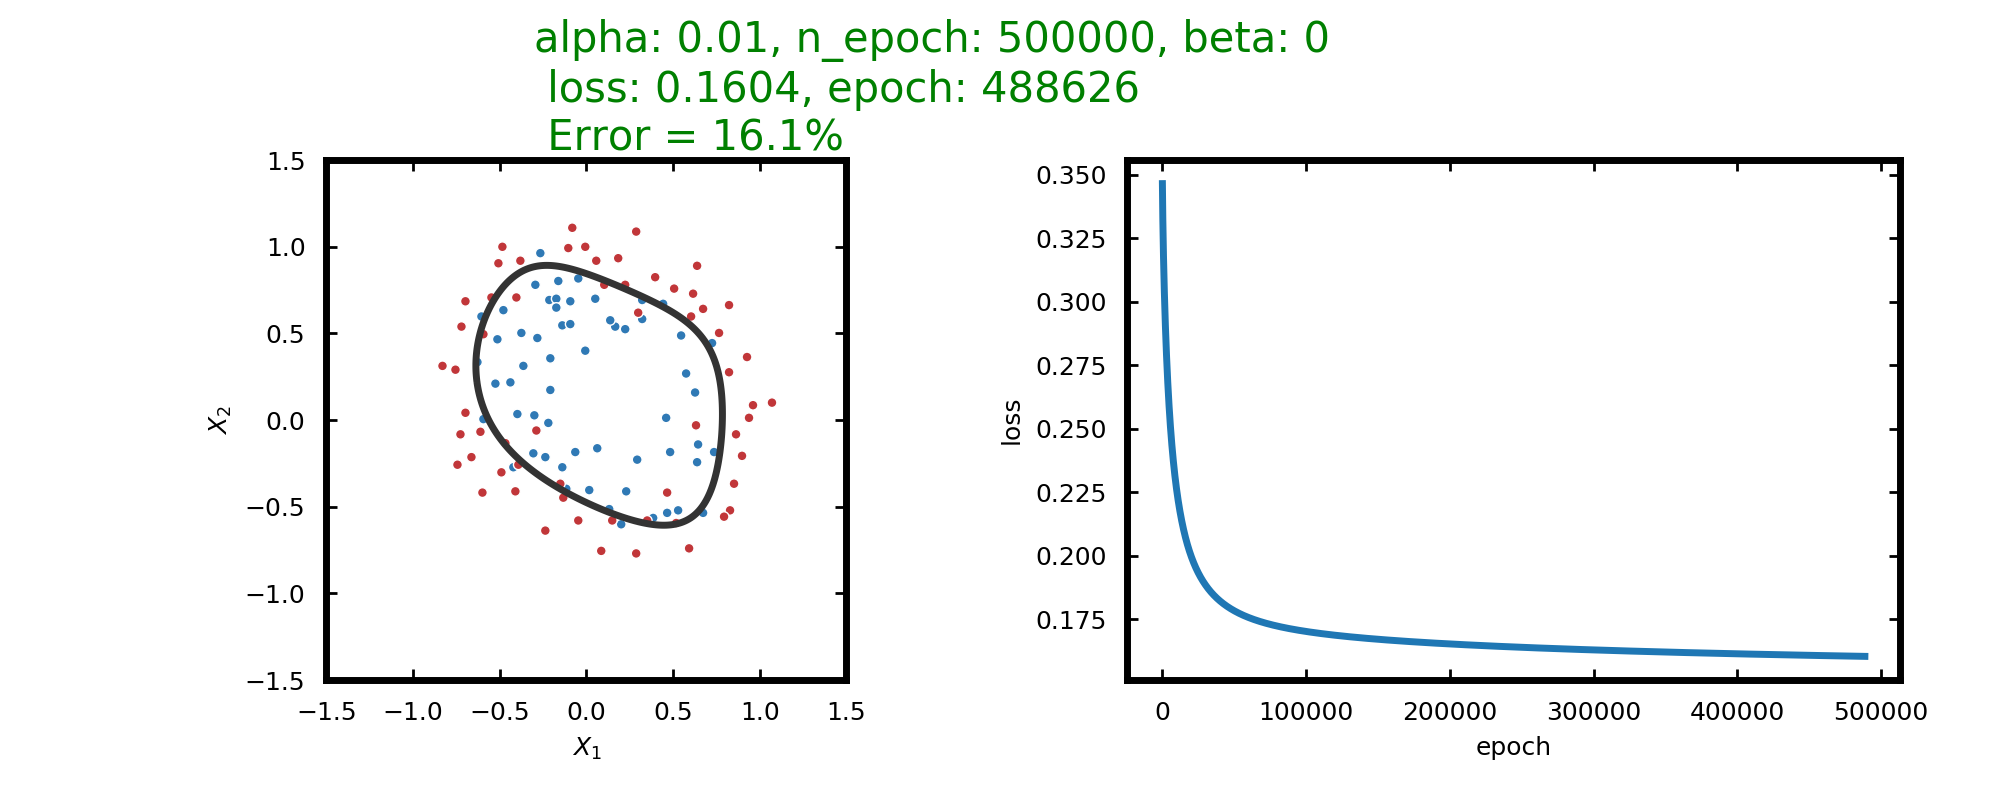 alpha: 0.01, n_epoch: 500000, beta: 0
loss: 0.1604, epoch: 488626
Error = 16.1%
1.5
1.0
0.5
0.0
−0.5
−1.0
−1.5
X₂
−1.5 −1.0 −0.5 0.0 0.5 1.0 1.5
X₁
0.350
0.325
0.300
0.275
0.250
0.225
0.200
0.175
loss
0 100000 200000 300000 400000 500000
epoch